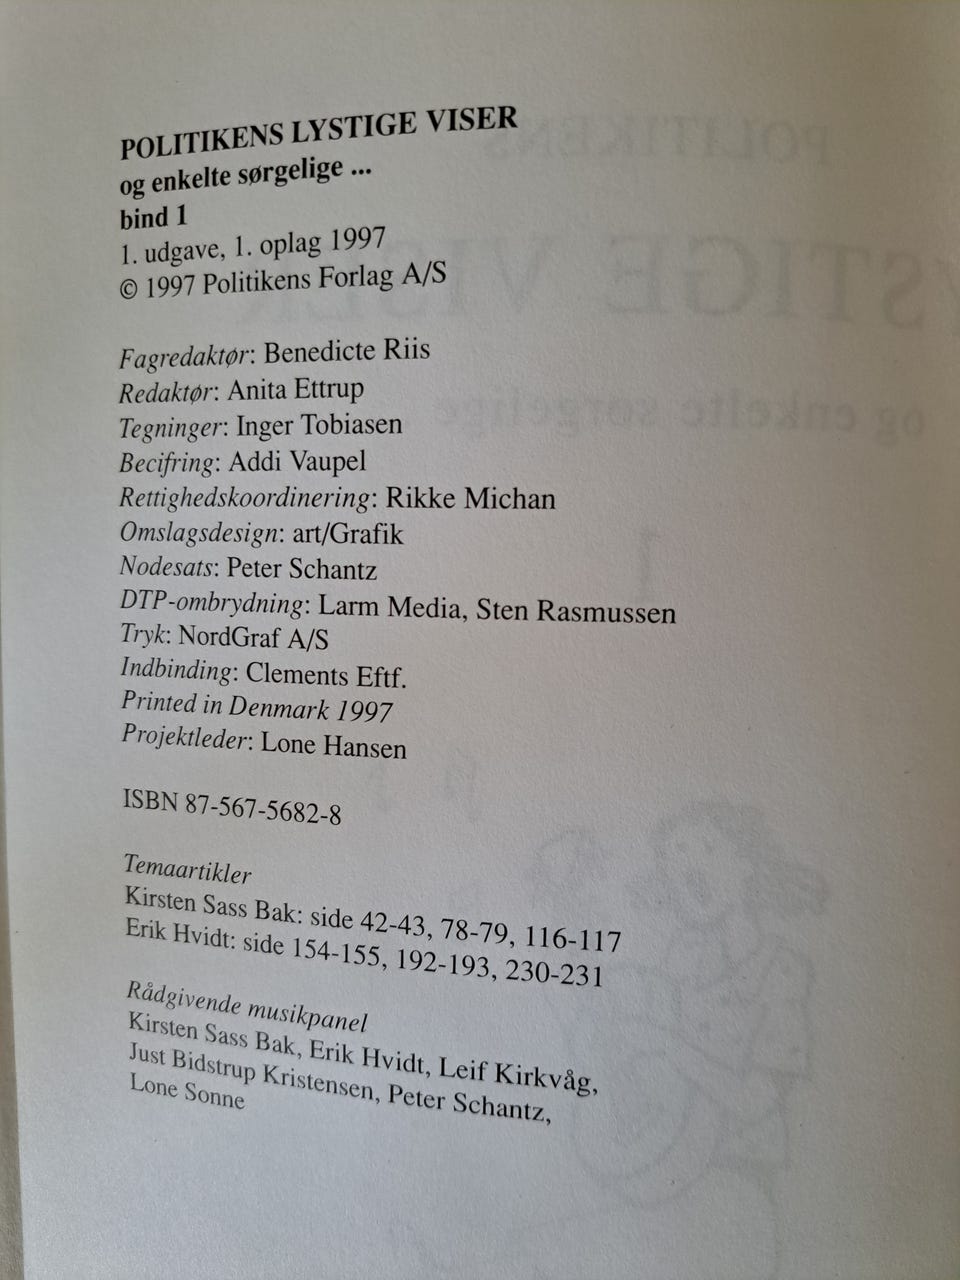 POLITIKENS LYSTIGE VISER
og enkelte sørgelige ...
bind 1
1. udgave, 1. oplag 1997
© 1997 Politikens Forlag A/S
Fagredaktør: Benedicte Riis
Redaktør: Anita Ettrup
Tegninger: Inger Tobiasen
Becifring: Addi Vaupel
Rettighedskoordinering: Rikke Michan
Omslagsdesign: art/Grafik
Nodesats: Peter Schantz
DTP-ombrydning: Larm Media, Sten Rasmussen
Tryk: NordGraf A/S
Indbinding: Clements Eftf.
Printed in Denmark 1997
Projektleder: Lone Hansen
ISBN 87-567-5682-8
Temaartikler
Kirsten Sass Bak: side 42-43, 78-79, 116-117
Erik Hvidt: side 154-155, 192-193, 230-231
Rådgivende musikpanel
Kirsten Sass Bak, Erik Hvidt, Leif Kirkvåg,
Just Bidstrup Kristensen, Peter Schantz,
Lone Sonne